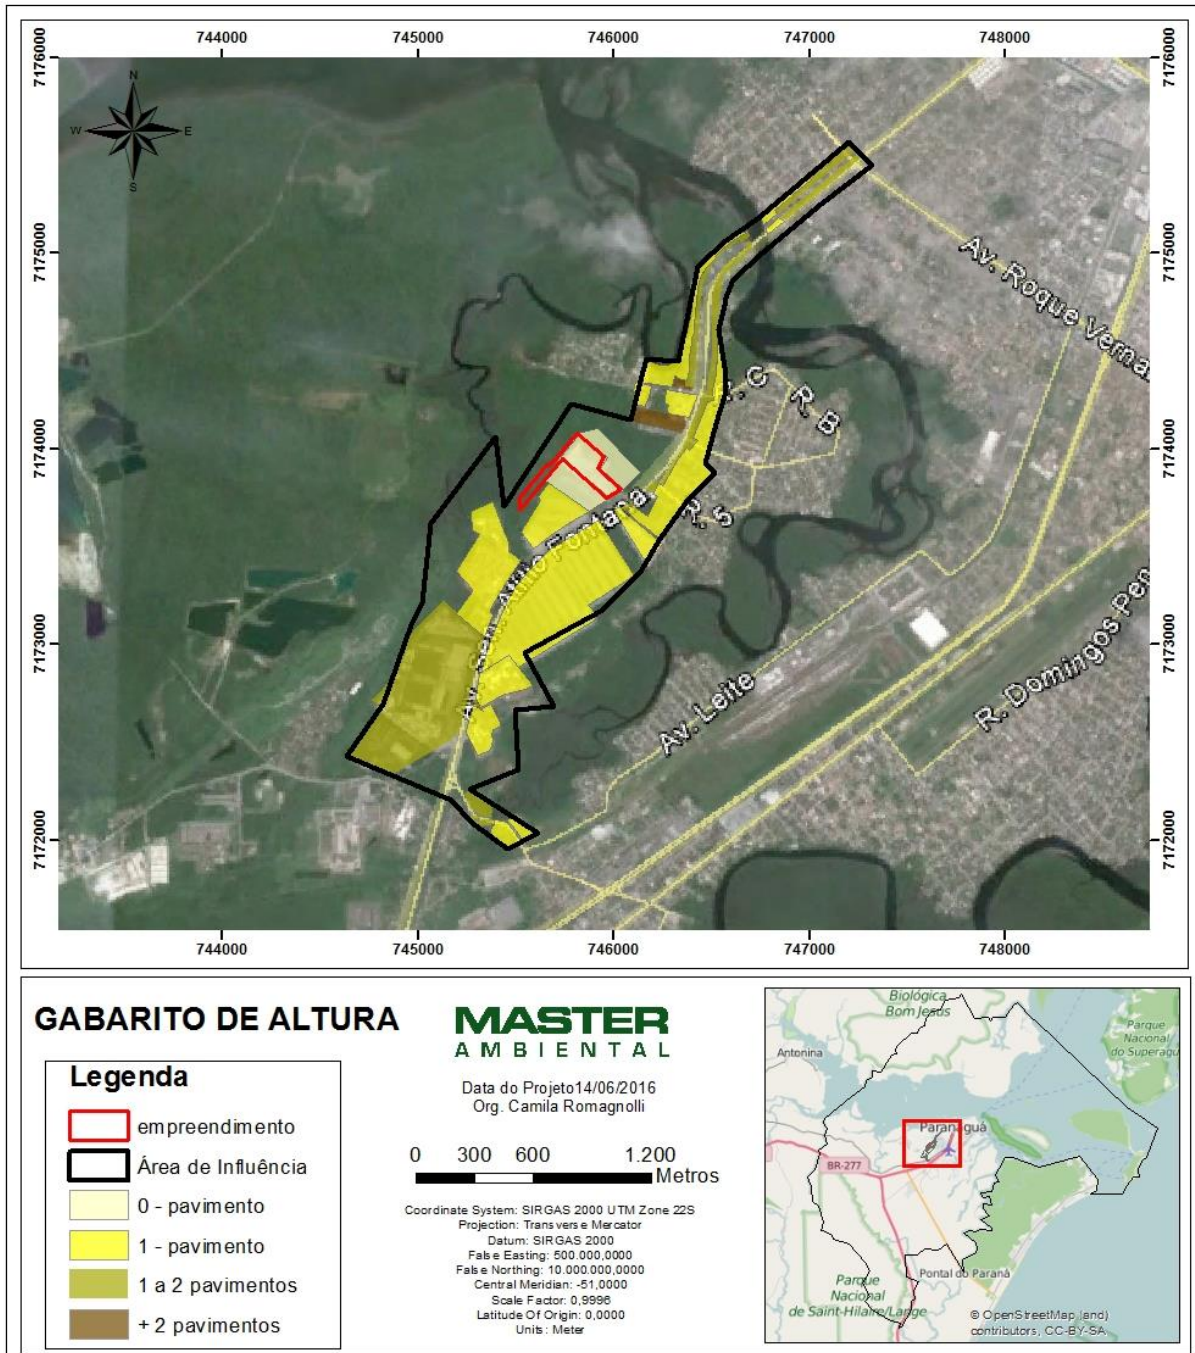 744000 745000 746000 747000 748000
7176000 7176000
N
W E
S
7175000 7175000
Av. Roque Verna
7174000 7174000
R B
R. 5
Av. Sen. Atílio Fontana
7173000 7173000
Av. Leite
R. Domingos Pen
7172000 7172000
744000 745000 746000 747000 748000
GABARITO DE ALTURA
Legenda
empreendimento
Área de Influência
0 - pavimento
1 - pavimento
1 a 2 pavimentos
+ 2 pavimentos
MASTER
AMBIENTAL
Data do Projeto14/06/2016
Org. Camila Romagnolli
0 300 600 1.200
Metros
Coordinate System: SIRGAS 2000 UTM Zone 22S
Projection: Transverse Mercator
Datum: SIRGAS 2000
False Easting: 500.000,0000
False Northing: 10.000.000,0000
Central Meridian: -51,0000
Scale Factor: 0,9996
Latitude Of Origin: 0,0000
Units: Meter
Biológica
Bom Jesus
Parque
Nacional
do Superagu
Antonina
Paranaguá
BR-277
Pontal do Paraná
Parque
Nacional
de Saint-Hilaire/Lange
© OpenStreetMap (and)
contributors, CC-BY-SA